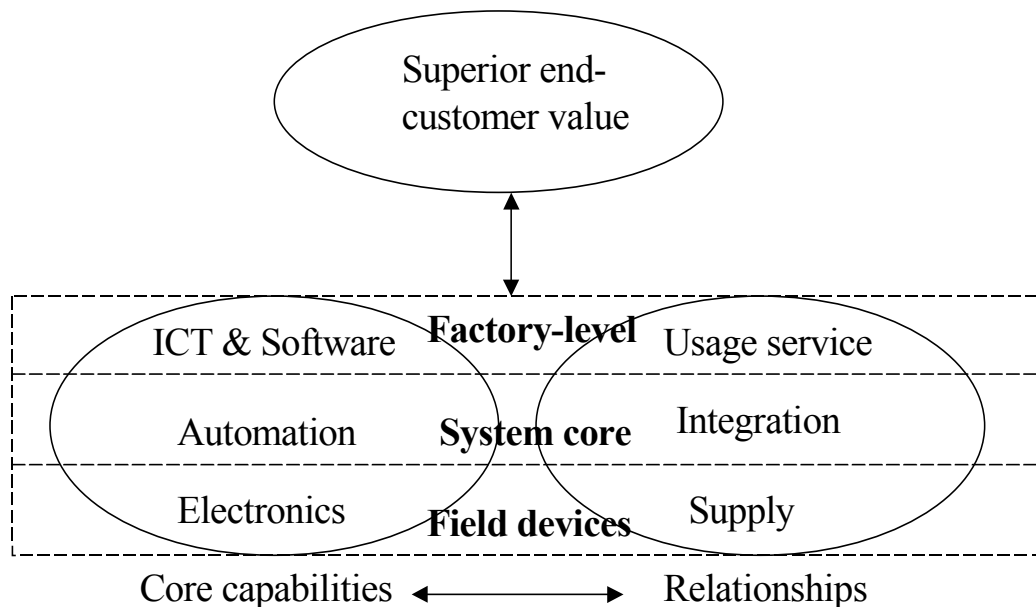 Superior end-
customer value
ICT & Software
Factory-level
Usage service
Automation
System core
Integration
Electronics
Field devices
Supply
Core capabilities
Relationships